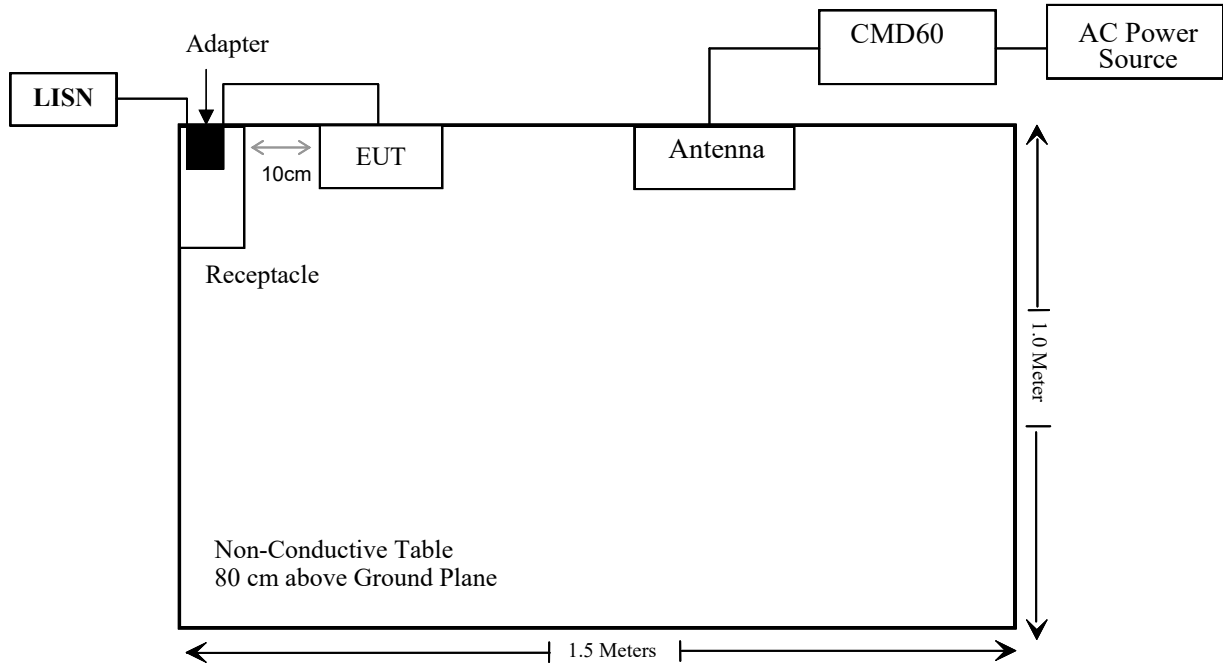 CMD60
AC Power
Source
Adapter
LISN
EUT
10cm
Antenna
Receptacle
1.0 Meter
Non-Conductive Table
80 cm above Ground Plane
1.5 Meters